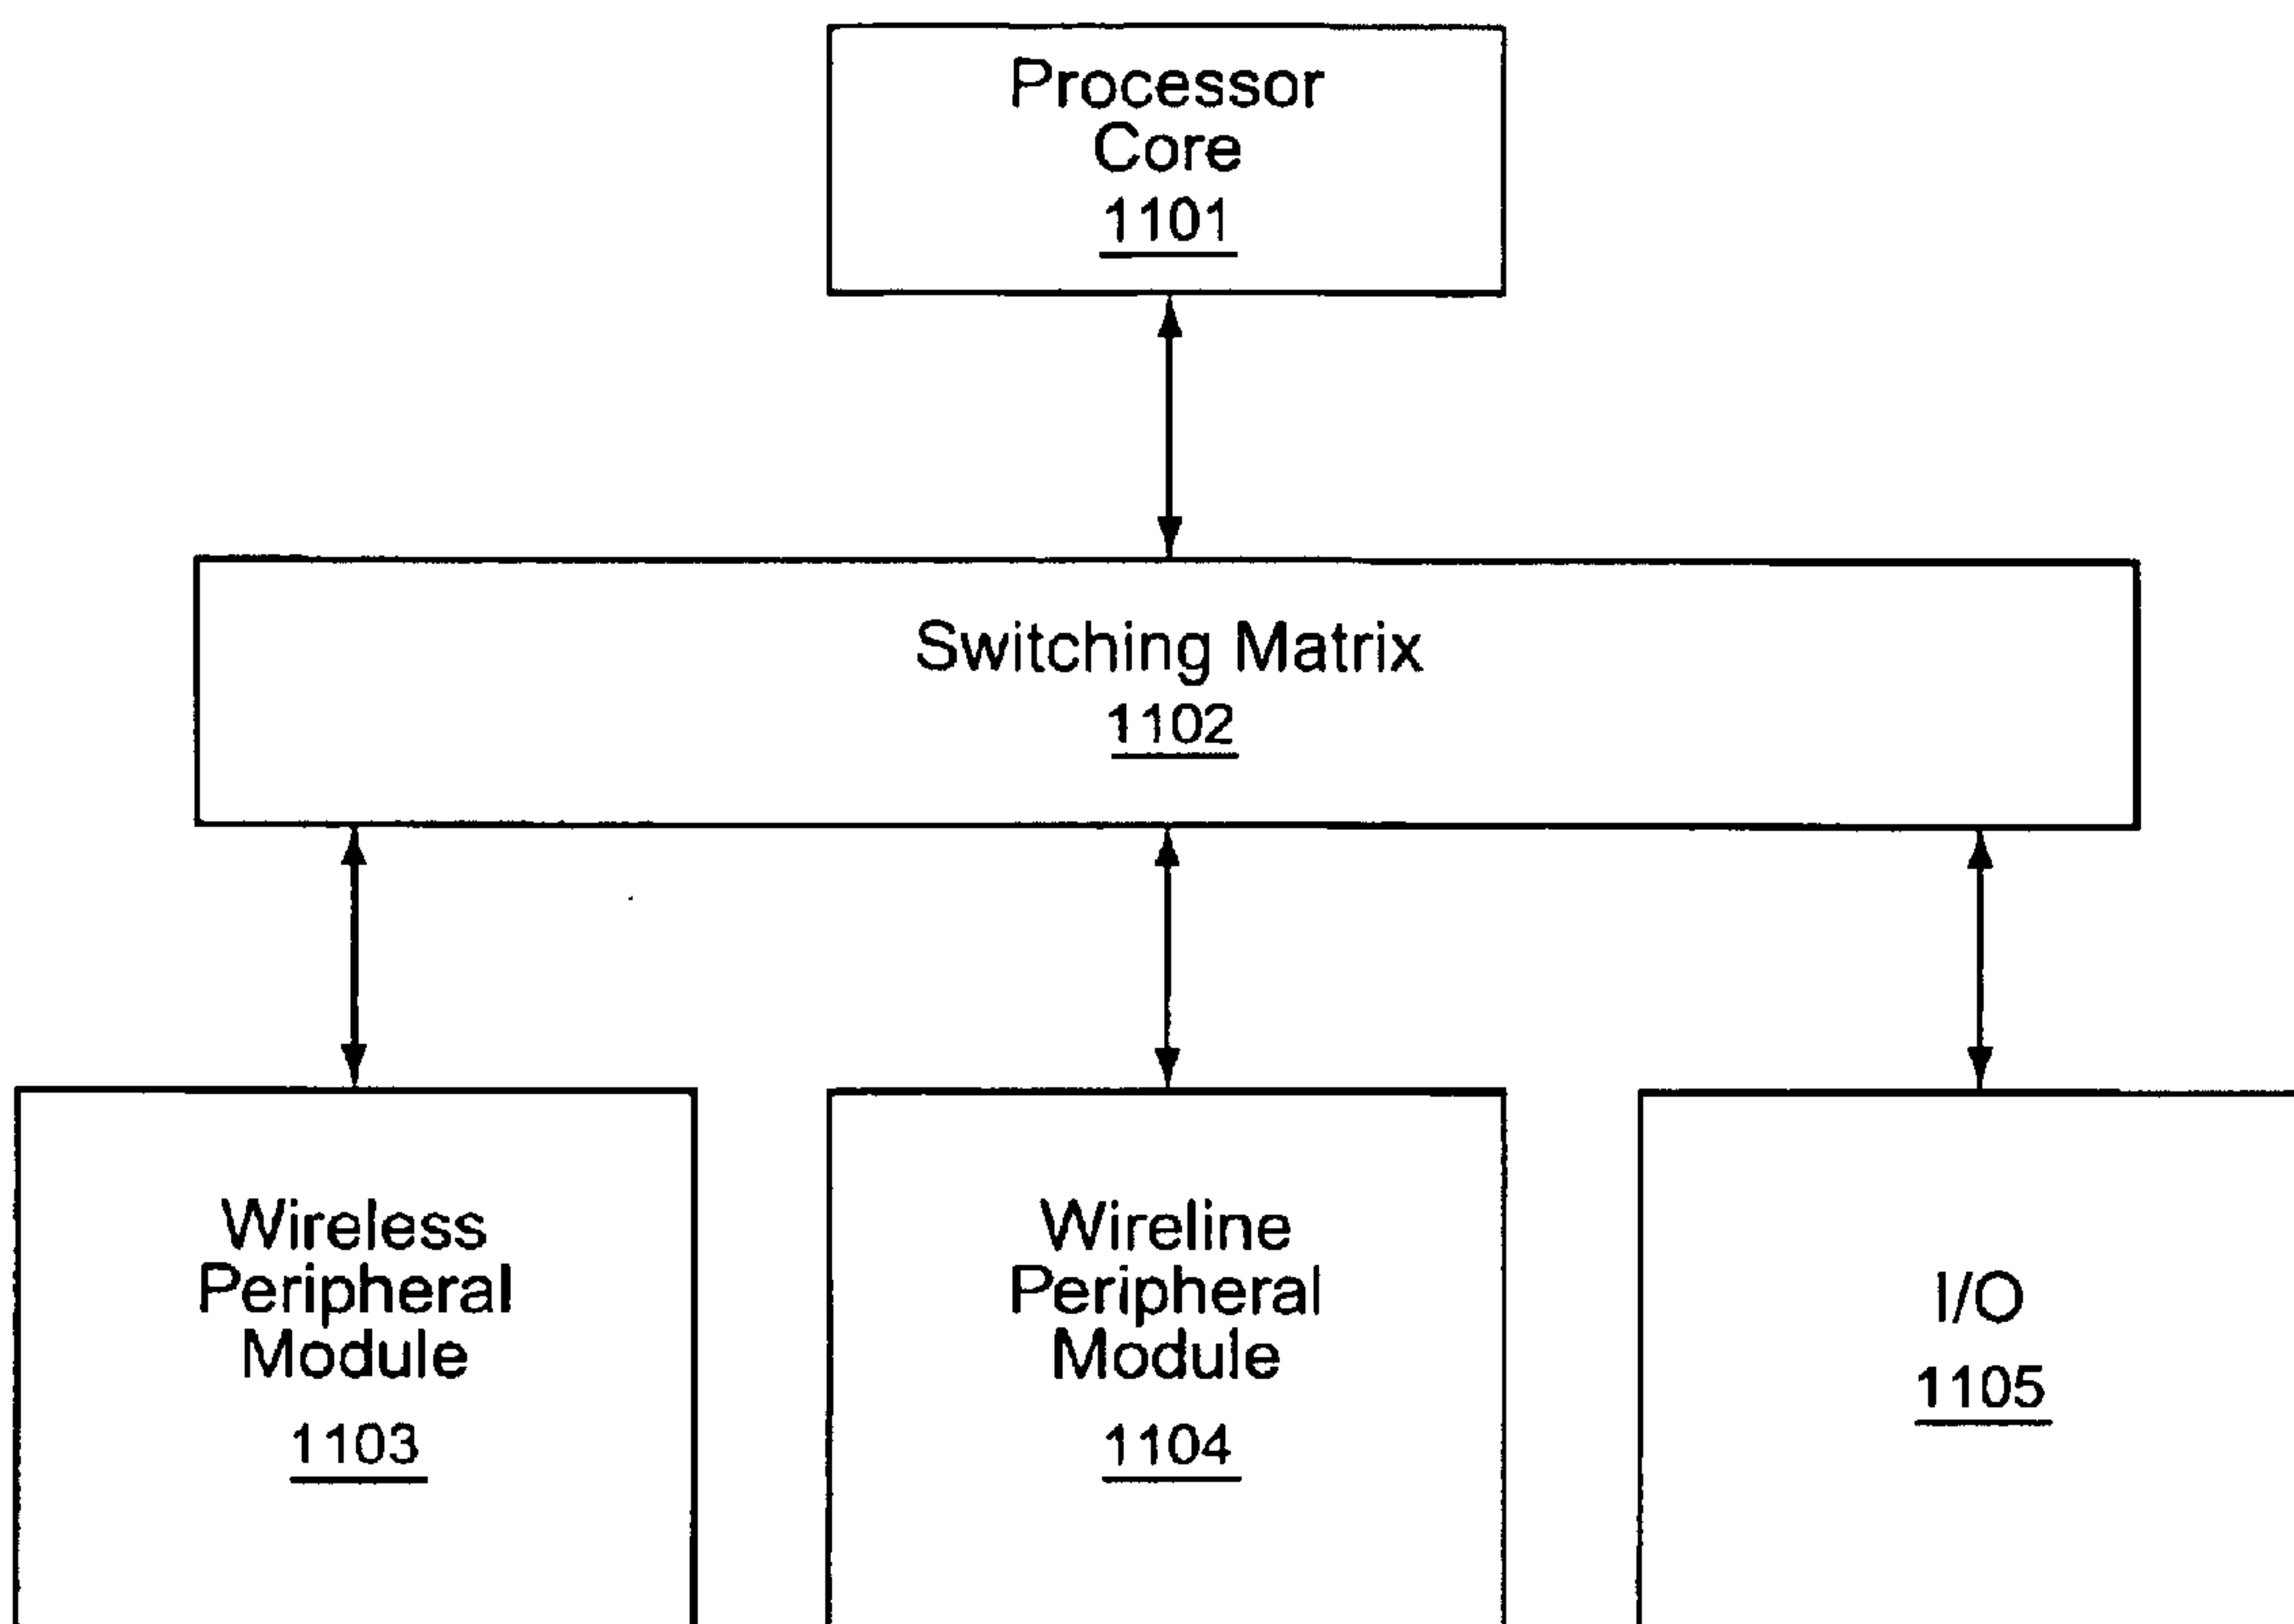 Processor
Core
1101
Switching Matrix
1102
Wireless
Peripheral
Module
1103
Wireline
Peripheral
Module
1104
I/O
1105